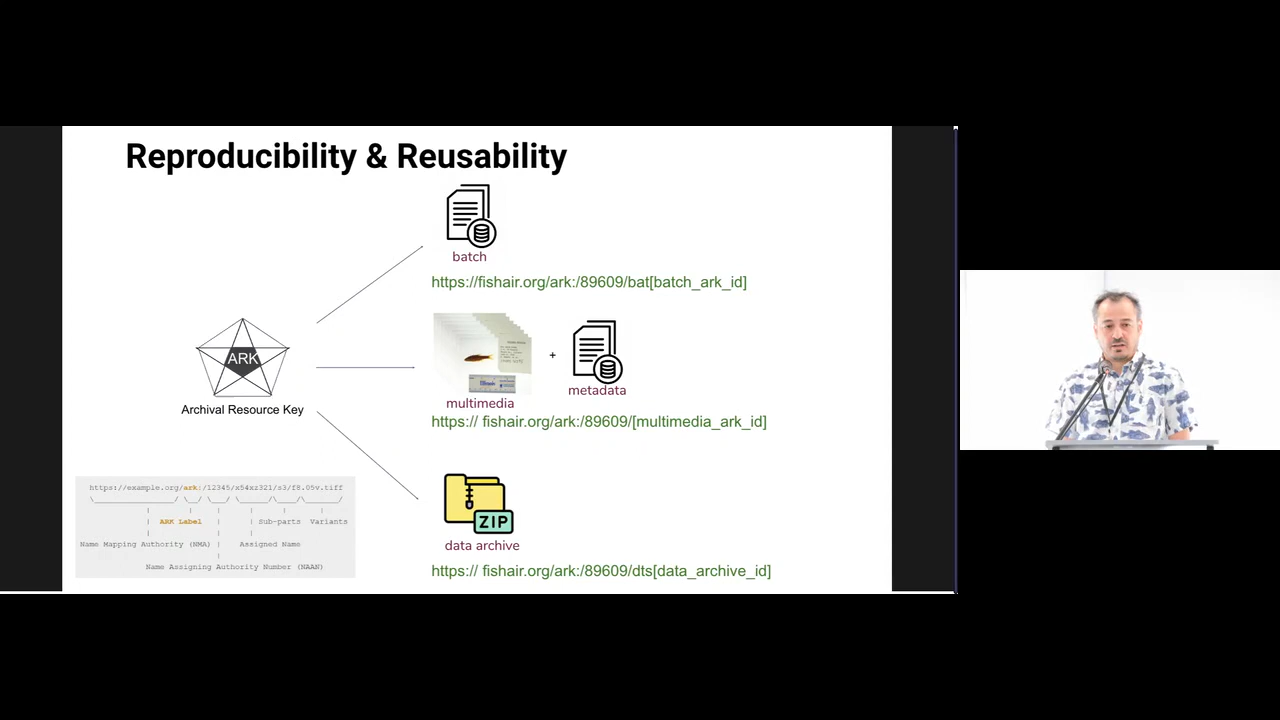 Reproducibility & Reusability
batch
https://fishair.org/ark:/89609/bat[batch_ark_id]
ARK
Archival Resource Key
+
multimedia
metadata
https:// fishair.org/ark:/89609/[multimedia_ark_id]
https://example.org/ark:/12345/x54xz321/s3/f8.05v.tiff
ARK Label
Sub-parts Variants
Name Mapping Authority (NMA)
Assigned Name
Name Assigning Authority Number (NAAN)
ZIP
data archive
https:// fishair.org/ark:/89609/dts[data_archive_id]